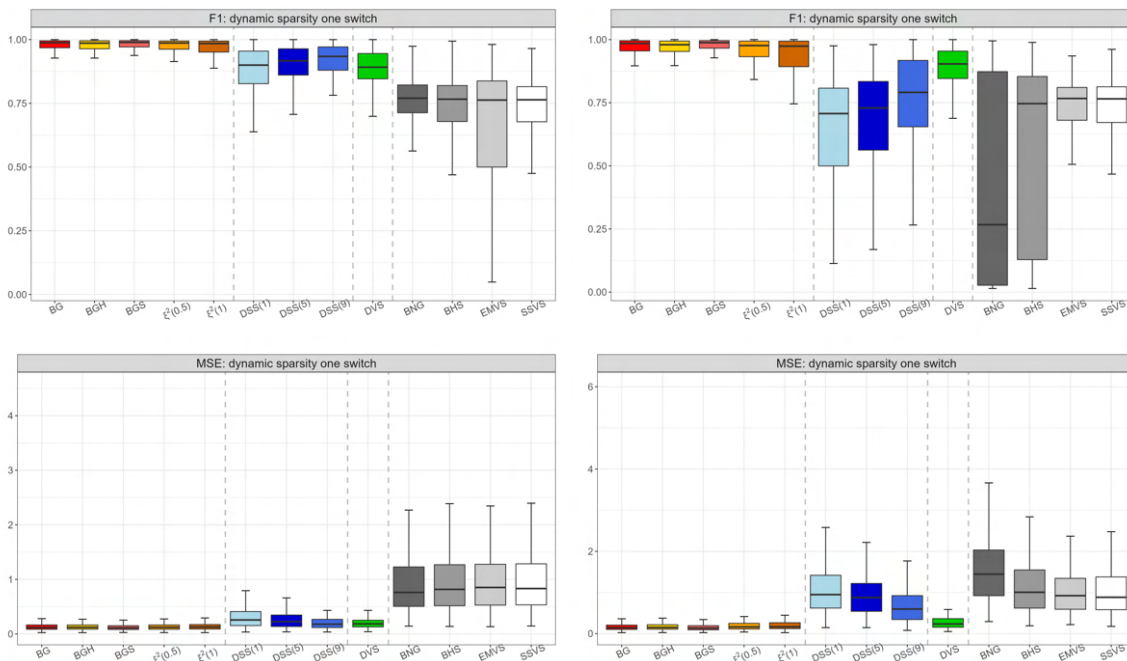 F1: dynamic sparsity one switch
1.00
0.75
0.50
0.25
0.00
BG
BGH
BGS
ξ²(0.5)
ξ²(1)
DSS(1)
DSS(5)
DSS(9)
DVS
BNG
BHS
EMVS
SSVS
F1: dynamic sparsity one switch
1.00
0.75
0.50
0.25
0.00
BG
BGH
BGS
ξ²(0.5)
ξ²(1)
DSS(1)
DSS(5)
DSS(9)
DVS
BNG
BHS
EMVS
SSVS
MSE: dynamic sparsity one switch
4
3
2
1
0
BG
BGH
BGS
ξ²(0.5)
ξ²(1)
DSS(1)
DSS(5)
DSS(9)
DVS
BNG
BHS
EMVS
SSVS
MSE: dynamic sparsity one switch
6
4
2
0
BG
BGH
BGS
ξ²(0.5)
ξ²(1)
DSS(1)
DSS(5)
DSS(9)
DVS
BNG
BHS
EMVS
SSVS